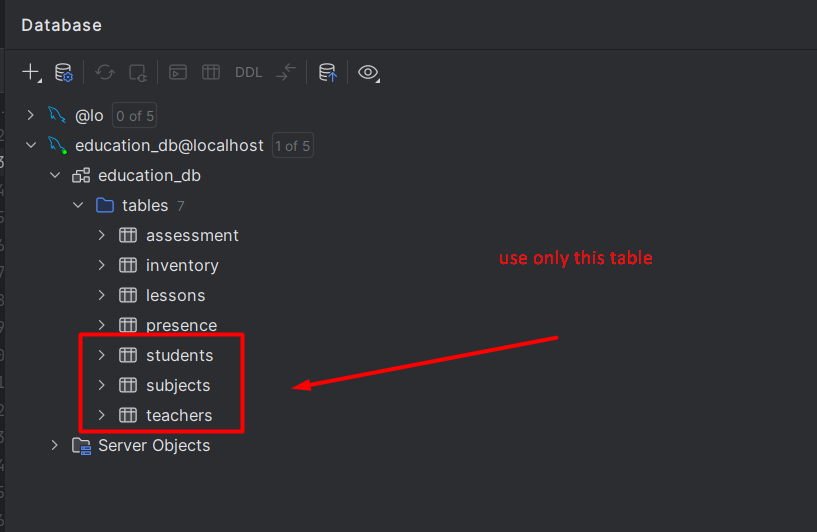 Database
DDL
@lo 0 of 5
education_db@localhost 1 of 5
education_db
tables 7
assessment
inventory
use only this table
lessons
presence
students
subjects
teachers
Server Objects